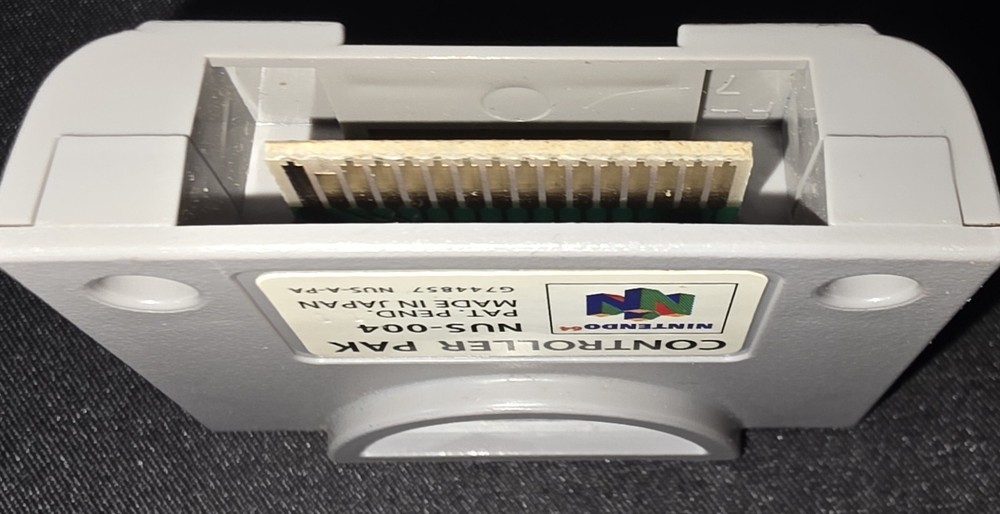 CONTROLLER PAK
NINTENDO64
NUS-004
PAT. PEND.
MADE IN JAPAN
G744857 NUS-A-PA